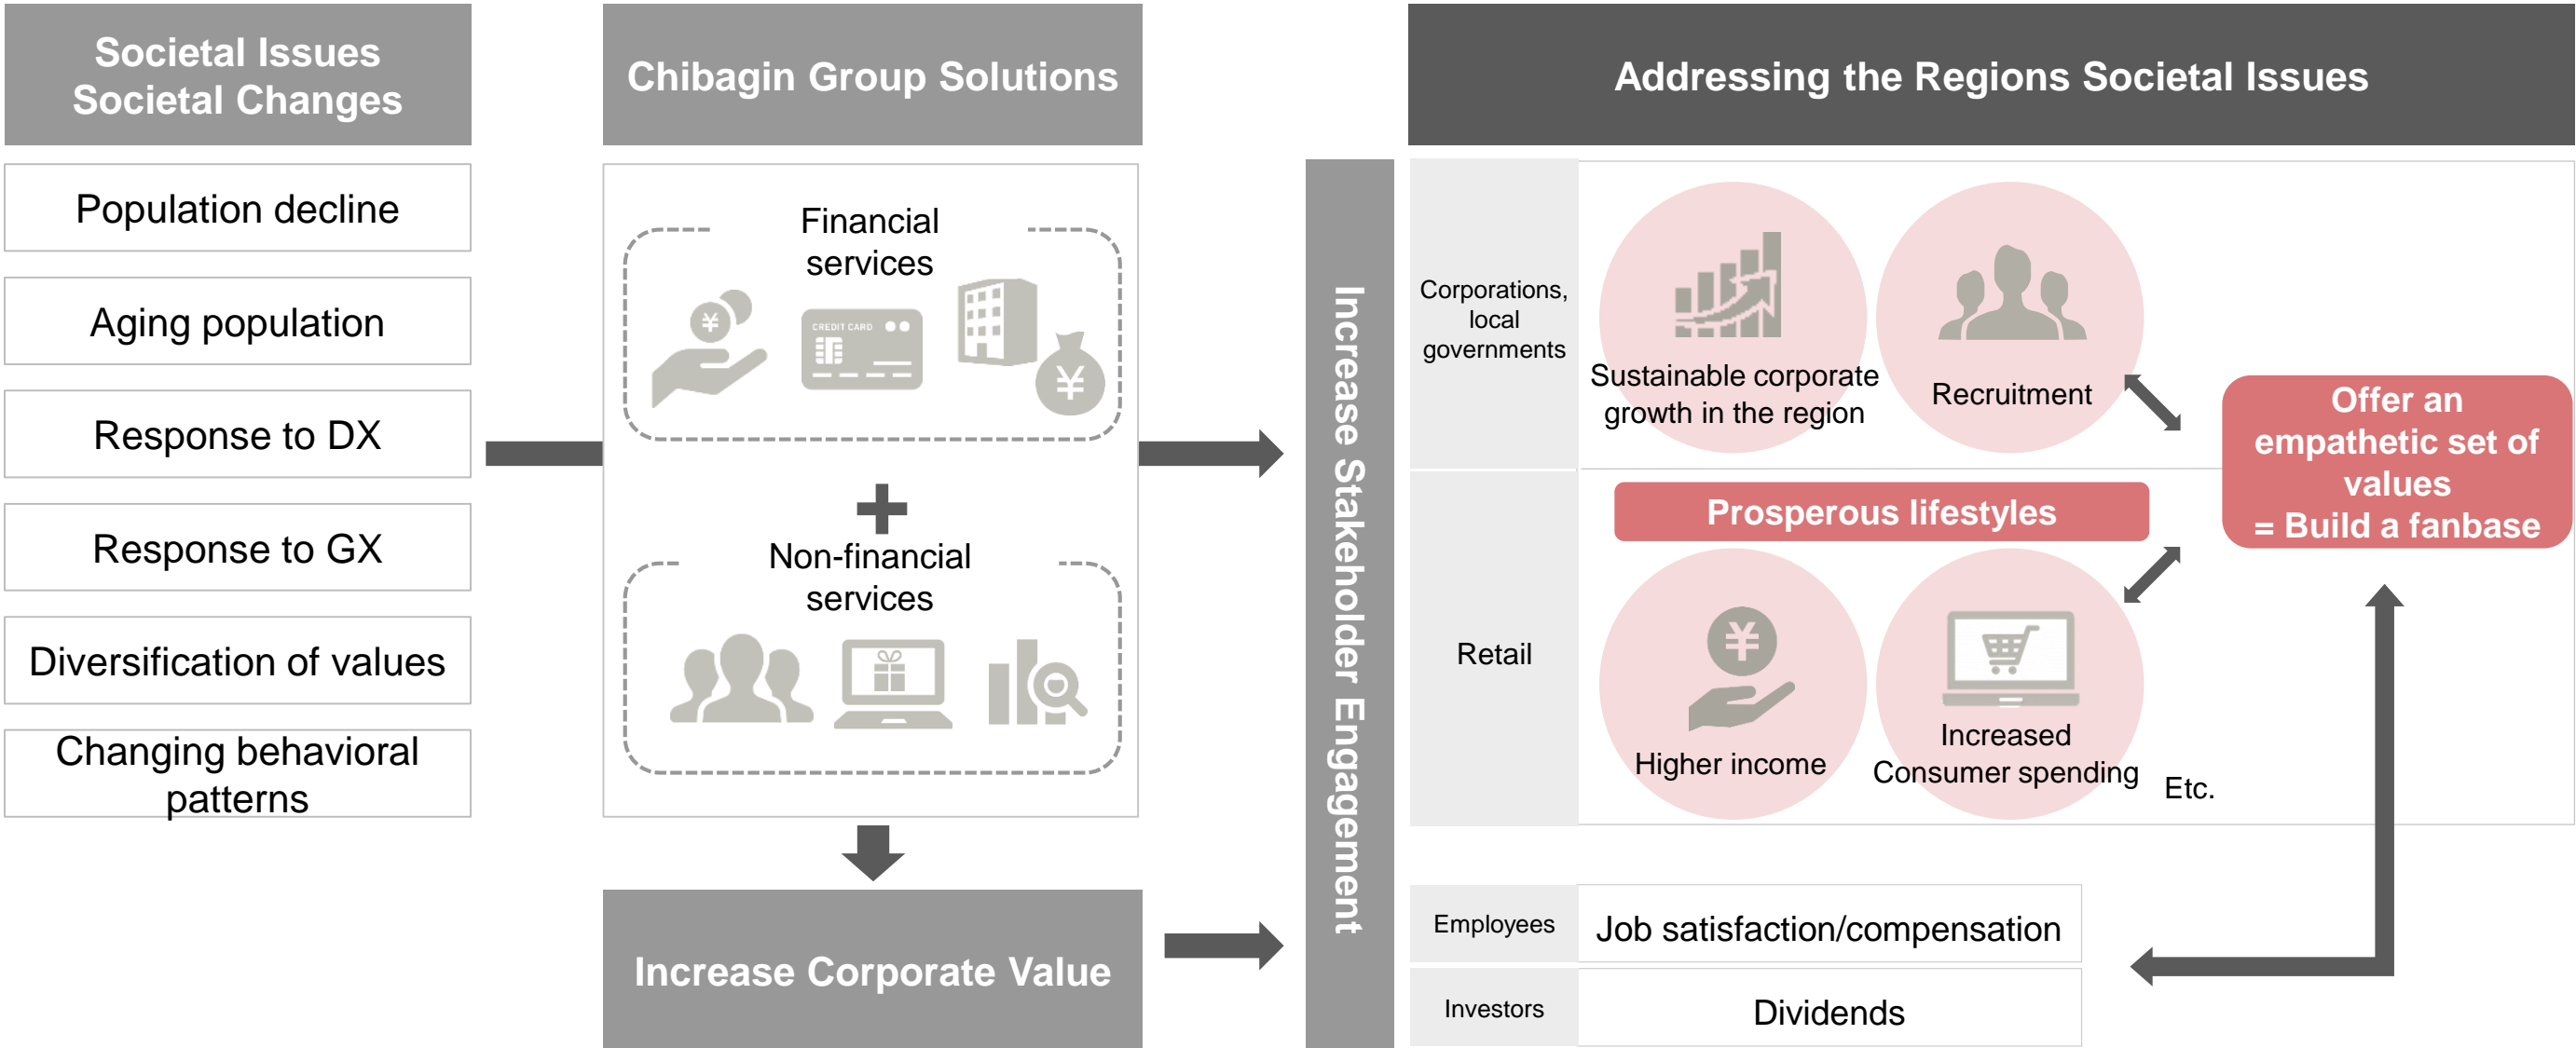 Societal Issues
Societal Changes
Population decline
Aging population
Response to DX
Response to GX
Diversification of values
Changing behavioral
patterns
Chibagin Group Solutions
Financial
services
¥
CREDIT CARD
¥
+
Non-financial
services
Increase Corporate Value
Increase Stakeholder Engagement
Addressing the Regions Societal Issues
Corporations,
local
governments
Sustainable corporate
growth in the region
Recruitment
Retail
Prosperous lifestyles
¥
Higher income
Increased
Consumer spending
Etc.
Offer an
empathetic set of
values
= Build a fanbase
Employees
Job satisfaction/compensation
Investors
Dividends